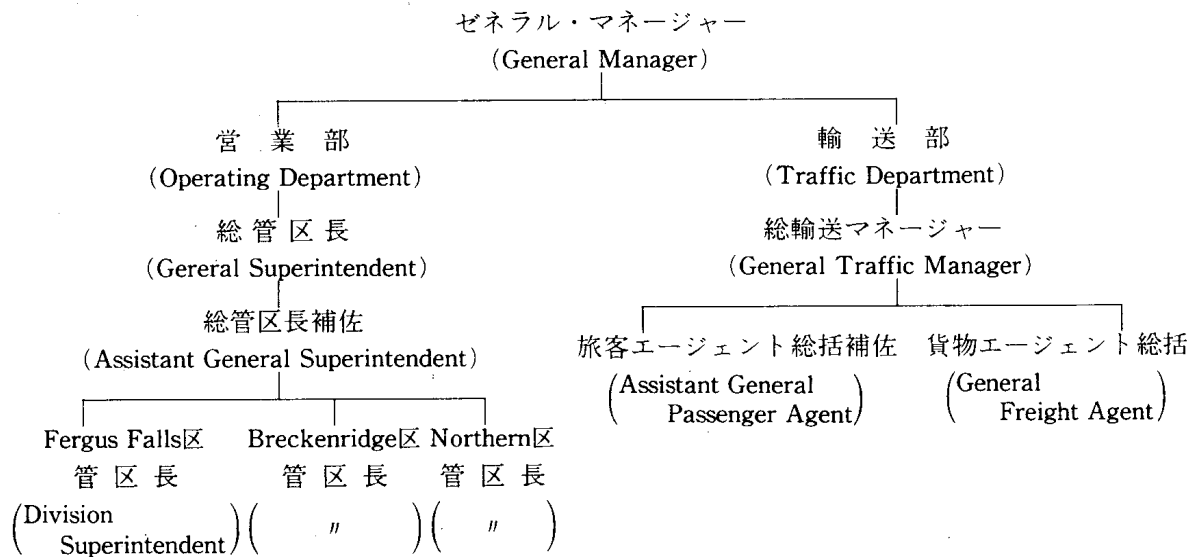 ゼネラル・マネージャー
(General Manager)
営業部
(Operating Department)
総管区長
(Gereral Superintendent)
総管区長補佐
(Assistant General Superintendent)
Fergus Falls区
管区長
(Division
Superintendent)
Breckenridge区
管区長
( 〃 )
Northern区
管区長
( 〃 )
輸送部
(Traffic Department)
総輸送マネージャー
(General Traffic Manager)
旅客エージェント総括補佐
(Assistant General
Passenger Agent)
貨物エージェント総括
(General
Freight Agent)